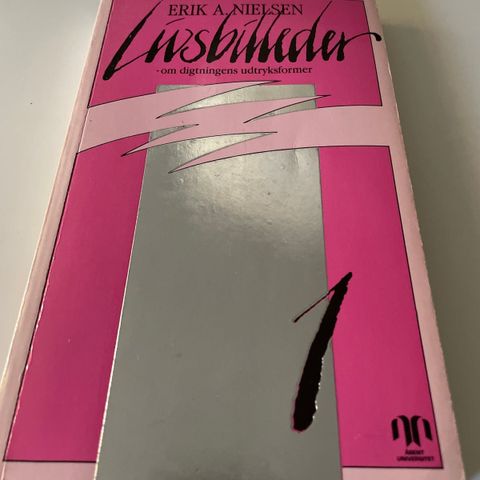 ERIK A. NIELSEN
Livsbilleder
- om digtningens udtryksformer
1
ÅBENT
UNIVERSITET